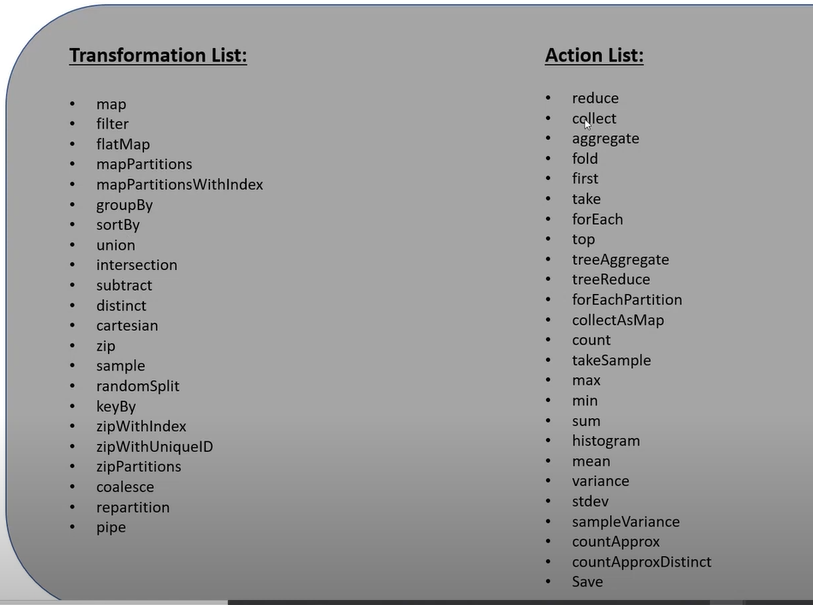 Transformation List:
• map
• filter
• flatMap
• mapPartitions
• mapPartitionsWithIndex
• groupBy
• sortBy
• union
• intersection
• subtract
• distinct
• cartesian
• zip
• sample
• randomSplit
• keyBy
• zipWithIndex
• zipWithUniqueID
• zipPartitions
• coalesce
• repartition
• pipe
Action List:
• reduce
• collect
• aggregate
• fold
• first
• take
• forEach
• top
• treeAggregate
• treeReduce
• forEachPartition
• collectAsMap
• count
• takeSample
• max
• min
• sum
• histogram
• mean
• variance
• stdev
• sampleVariance
• countApprox
• countApproxDistinct
• Save